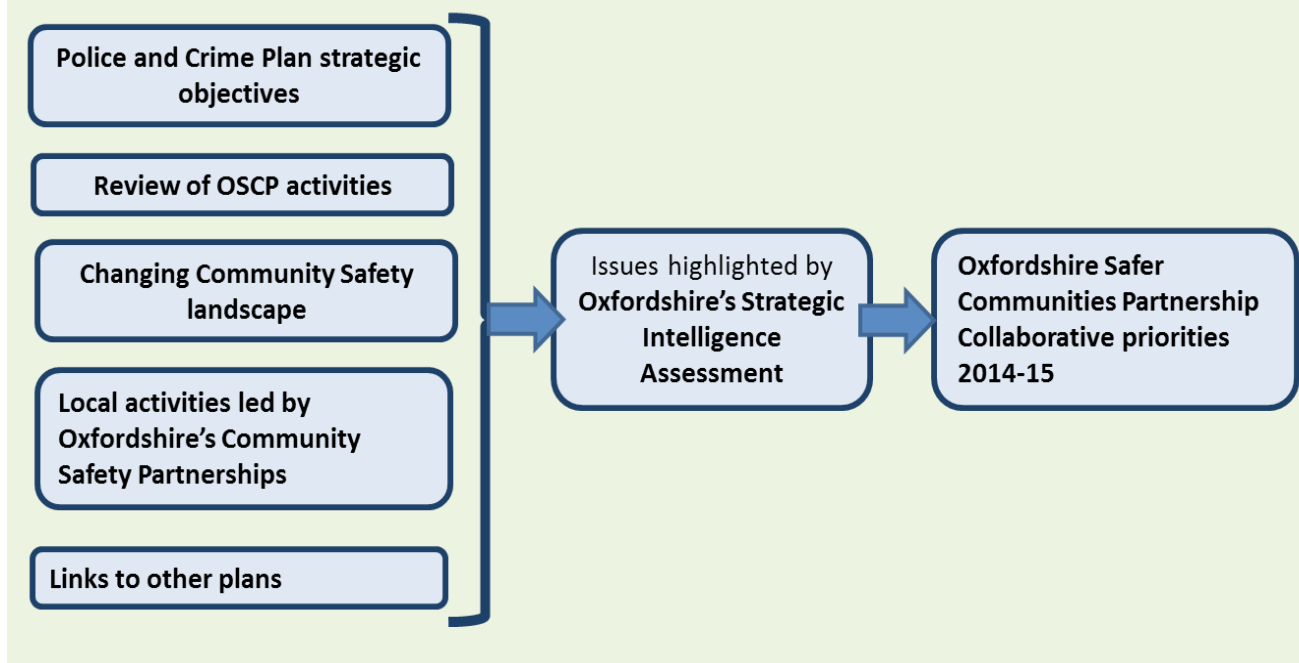 Police and Crime Plan strategic
objectives
Review of OSCP activities
Changing Community Safety
landscape
Local activities led by
Oxfordshire’s Community
Safety Partnerships
Links to other plans
Issues highlighted by
Oxfordshire’s Strategic
Intelligence
Assessment
Oxfordshire Safer
Communities Partnership
Collaborative priorities
2014-15